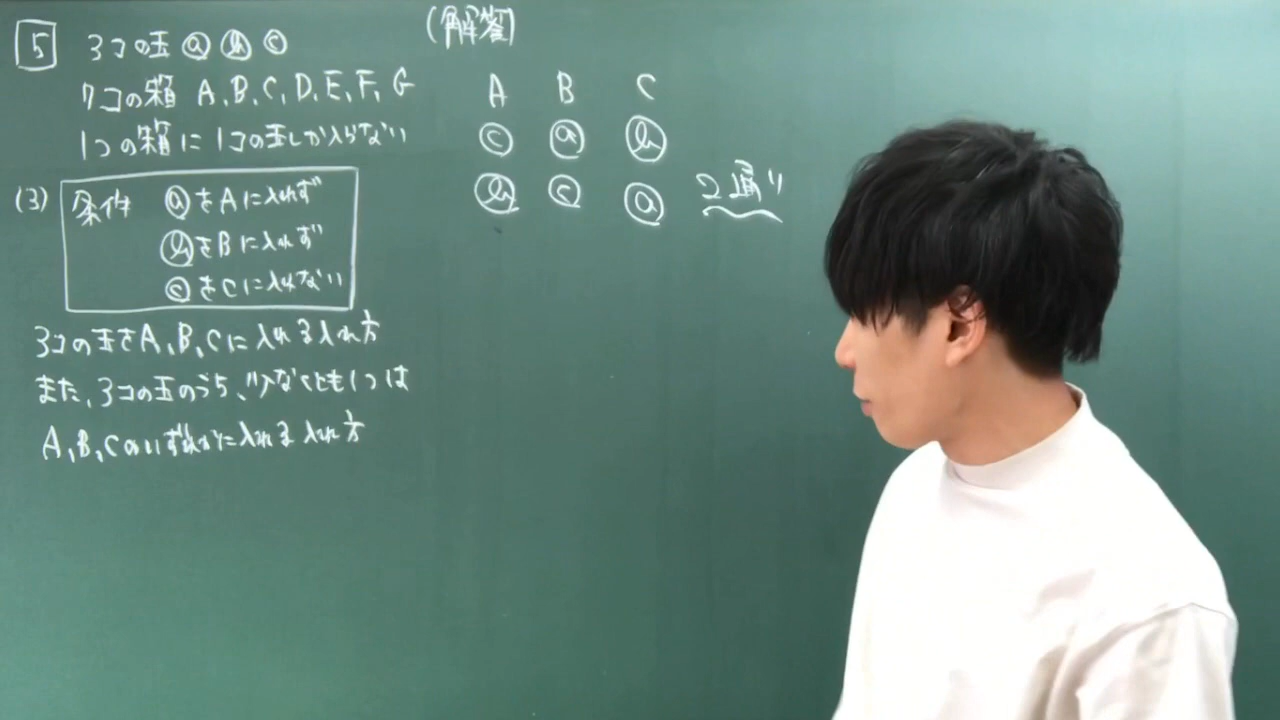 5 3コの玉 ⓐ ⓑ ⓒ
7コの箱 A, B, C, D, E, F, G
1つの箱に1コの玉しか入らない
(3) 条件 ⓐをAに入れず
ⓑをBに入れず
ⓒをCに入れない
3コの玉をA, B, Cに入れる入れ方
また, 3コの玉のうち、少なくとも1つは
A, B, Cのいずれかに入れる入れ方
(解答)
A B C
ⓒ ⓐ ⓑ
ⓑ ⓒ ⓐ 2通り